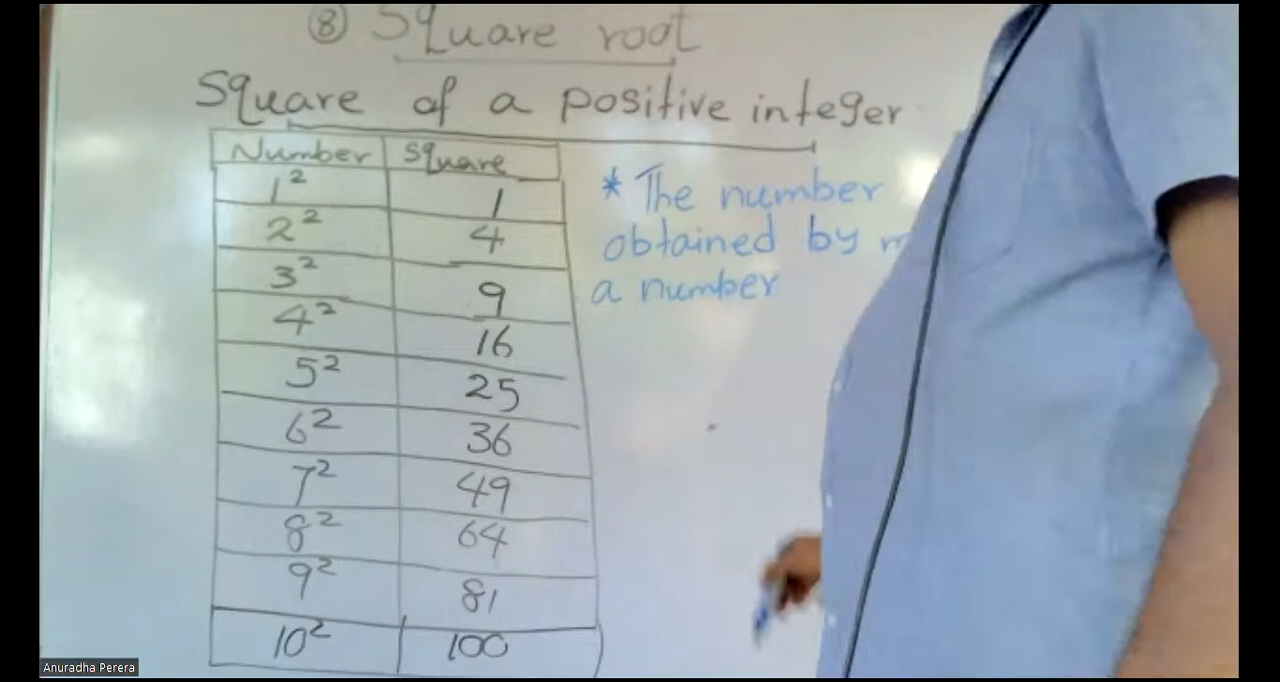 ⑧ Square root
Square of a positive integer
Number Square
1² 1
2² 4
3² 9
4² 16
5² 25
6² 36
7² 49
8² 64
9² 81
10² 100
* The number
obtained by
a number
Anuradha Perera